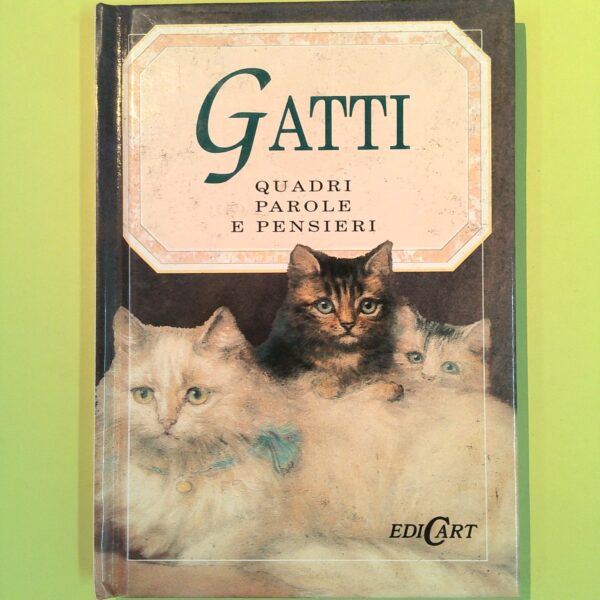 GATTI
QUADRI
PAROLE
E PENSIERI
EDICART